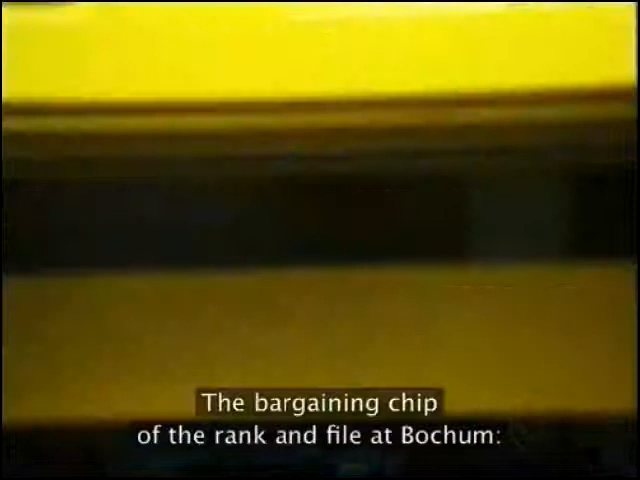 The bargaining chip
of the rank and file at Bochum: